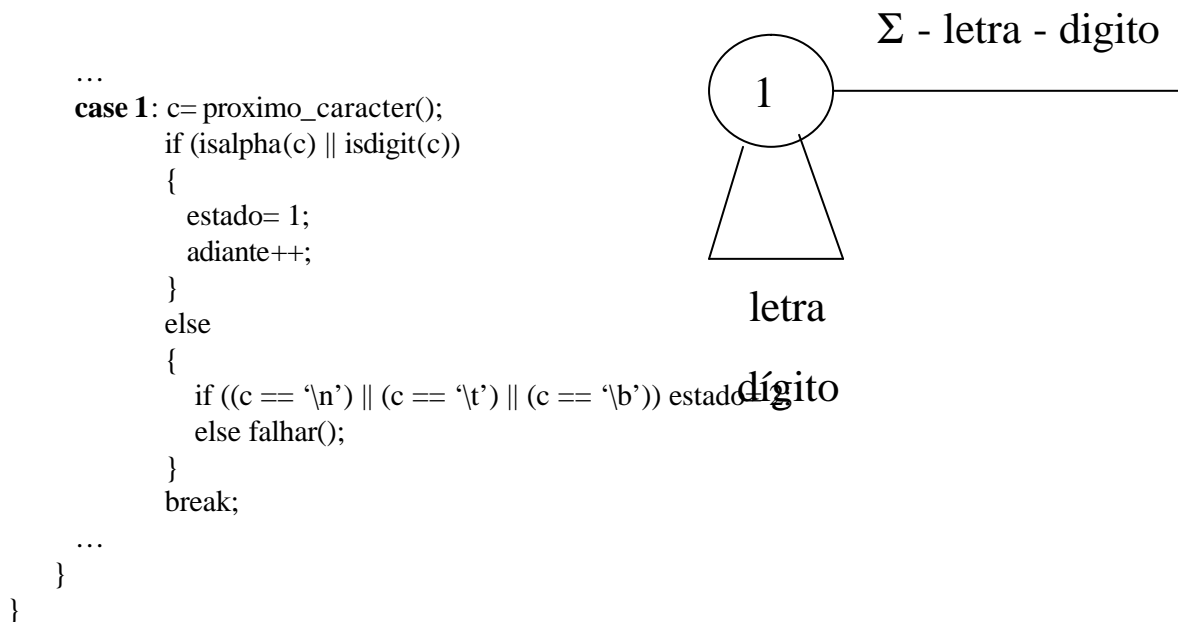 …
case 1: c= proximo_caracter();
if (isalpha(c) || isdigit(c))
{
estado= 1;
adiante++;
}
else
{
if ((c == ‘\n’) || (c == ‘\t’) || (c == ‘\b’)) estado= 2;
else falhar();
}
break;
…
}
}
Σ - letra - digito
1
letra
dígito